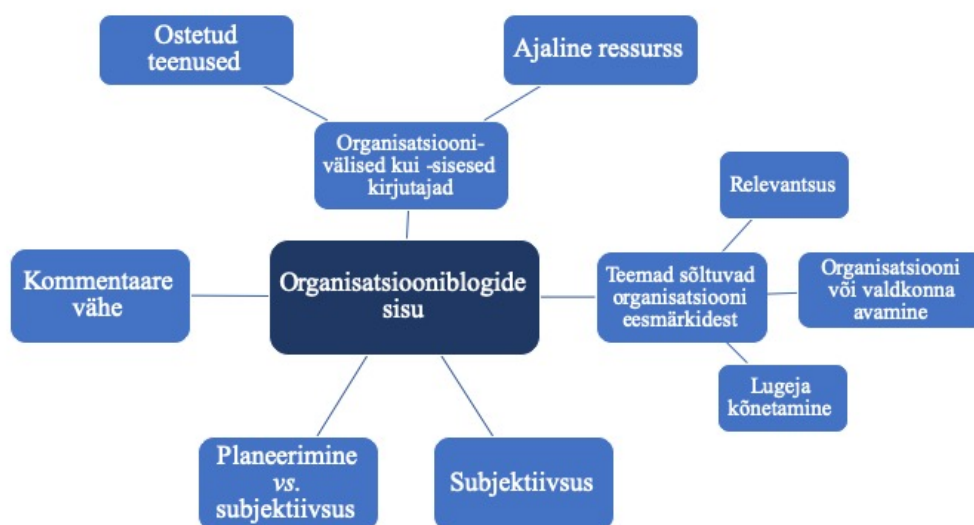 Ostetud
teenused
Ajaline ressurss
Organisatsiooni-
välised kui -sisesed
kirjutajad
Relevantsus
Kommentaare
vähe
Organisatsiooniblogide
sisu
Teemad sõltuvad
organisatsiooni
eesmärkidest
Organisatsiooni
või valdkonna
avamine
Lugeja
kõnetamine
Planeerimine
vs.
subjektiivsus
Subjektiivsus